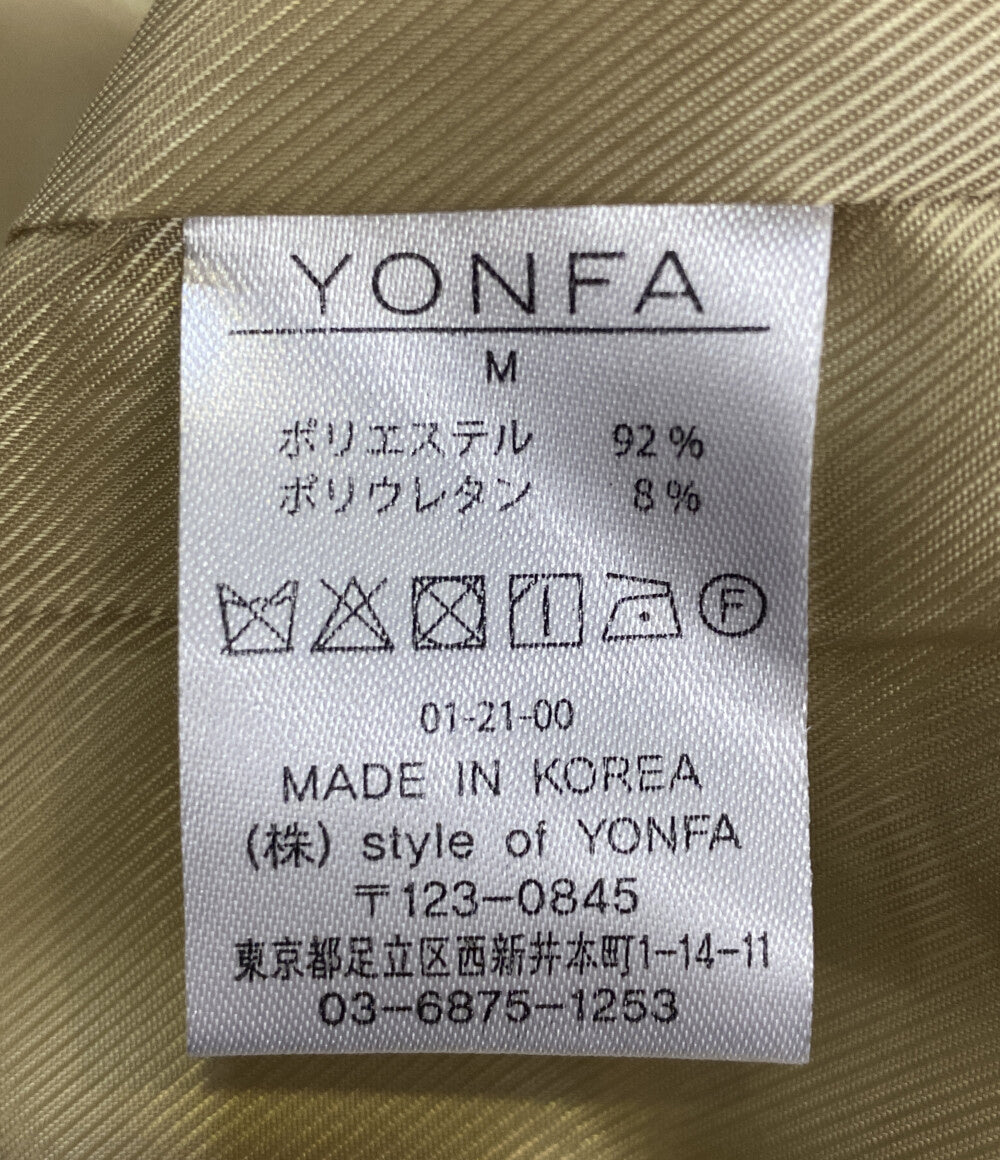 YONFA
M
ポリエステル 92%
ポリウレタン 8%
F
01-21-00
MADE IN KOREA
(株) style of YONFA
〒123-0845
東京都足立区西新井本町1-14-11
03-6875-1253